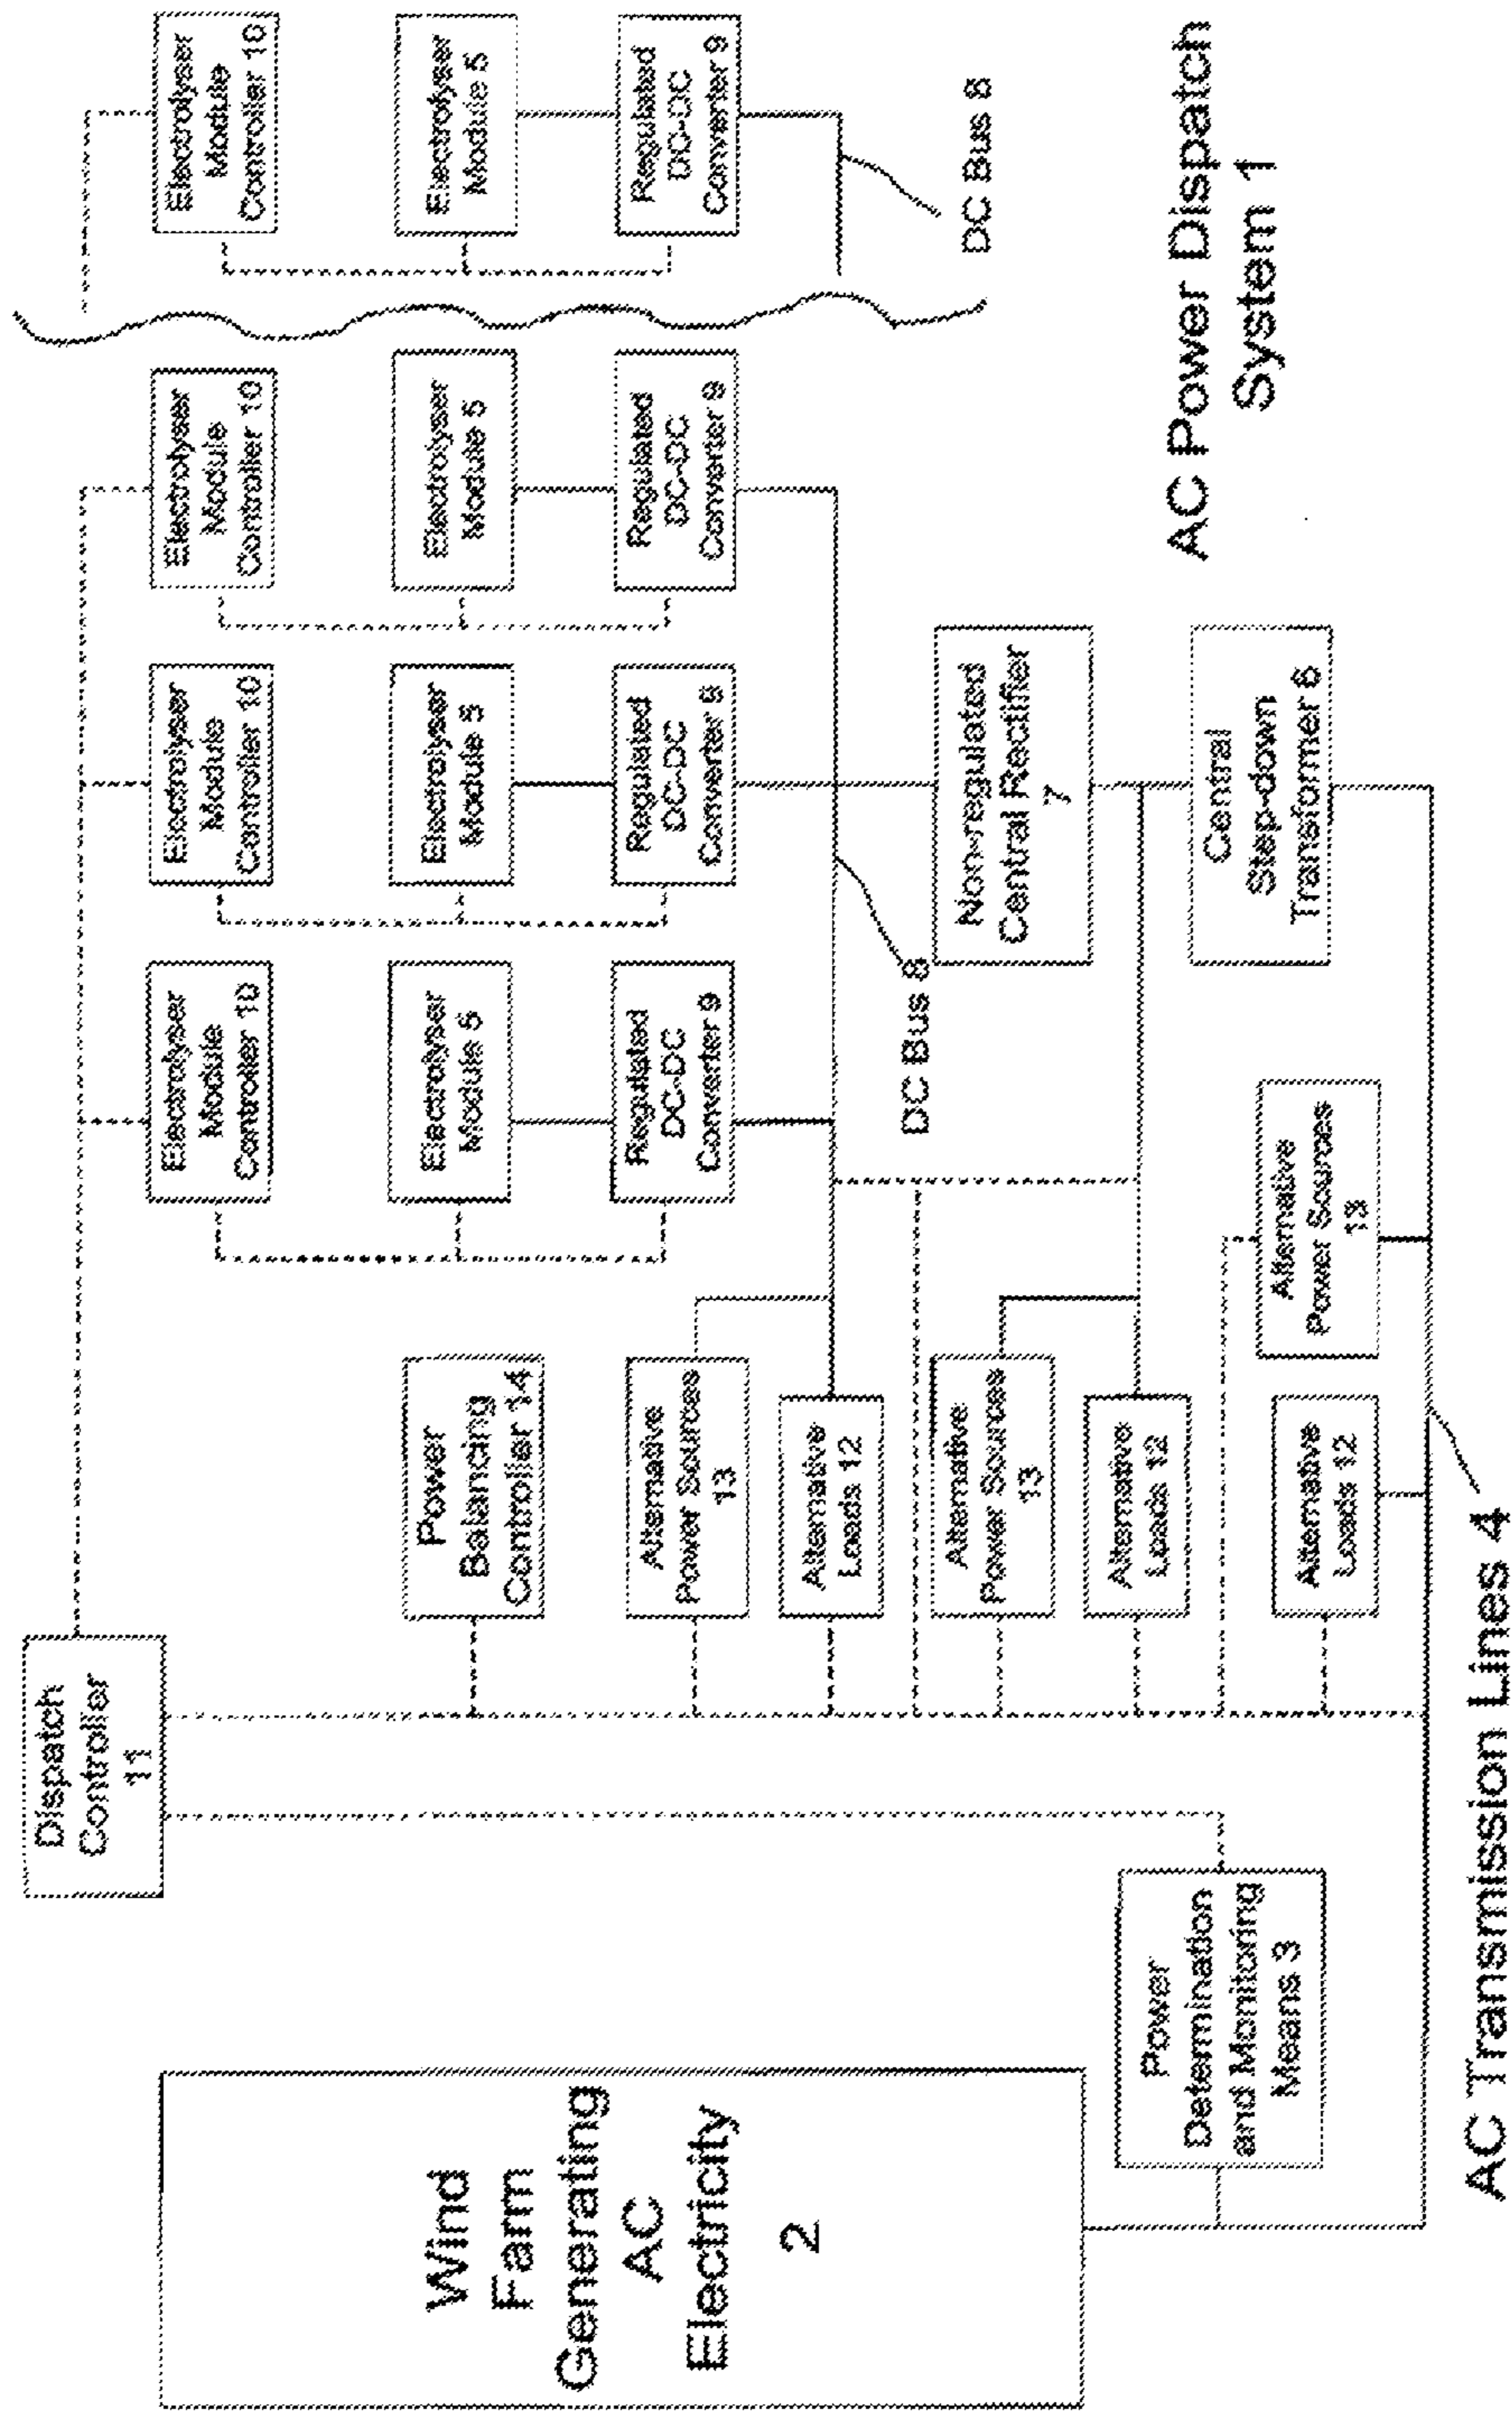 Dispatch
Controller
11
Electrolyser
Module
Controller 10
Electrolyser
Module
Controller 10
Electrolyser
Module
Controller 10
Electrolyser
Module
Controller 10
Electrolyser
Module 5
Electrolyser
Module 5
Electrolyser
Module 5
Electrolyser
Module 5
Regulated
DC-DC
Converter 9
Regulated
DC-DC
Converter 9
Regulated
DC-DC
Converter 9
Regulated
DC-DC
Converter 9
Wind
Farm
Generating
AC
Electricity
2
Power
Balancing
Controller 14
Alternative
Power Sources
13
Alternative
Loads 12
DC Bus 8
DC Bus 8
Alternative
Power Sources
13
Alternative
Loads 12
Non-regulated
Central Rectifier
7
Power
Determination
and Monitoring
Means 3
Alternative
Loads 12
Alternative
Power Sources
13
Central
Step-down
Transformer 6
AC Power Dispatch
System 1
AC Transmission Lines 4